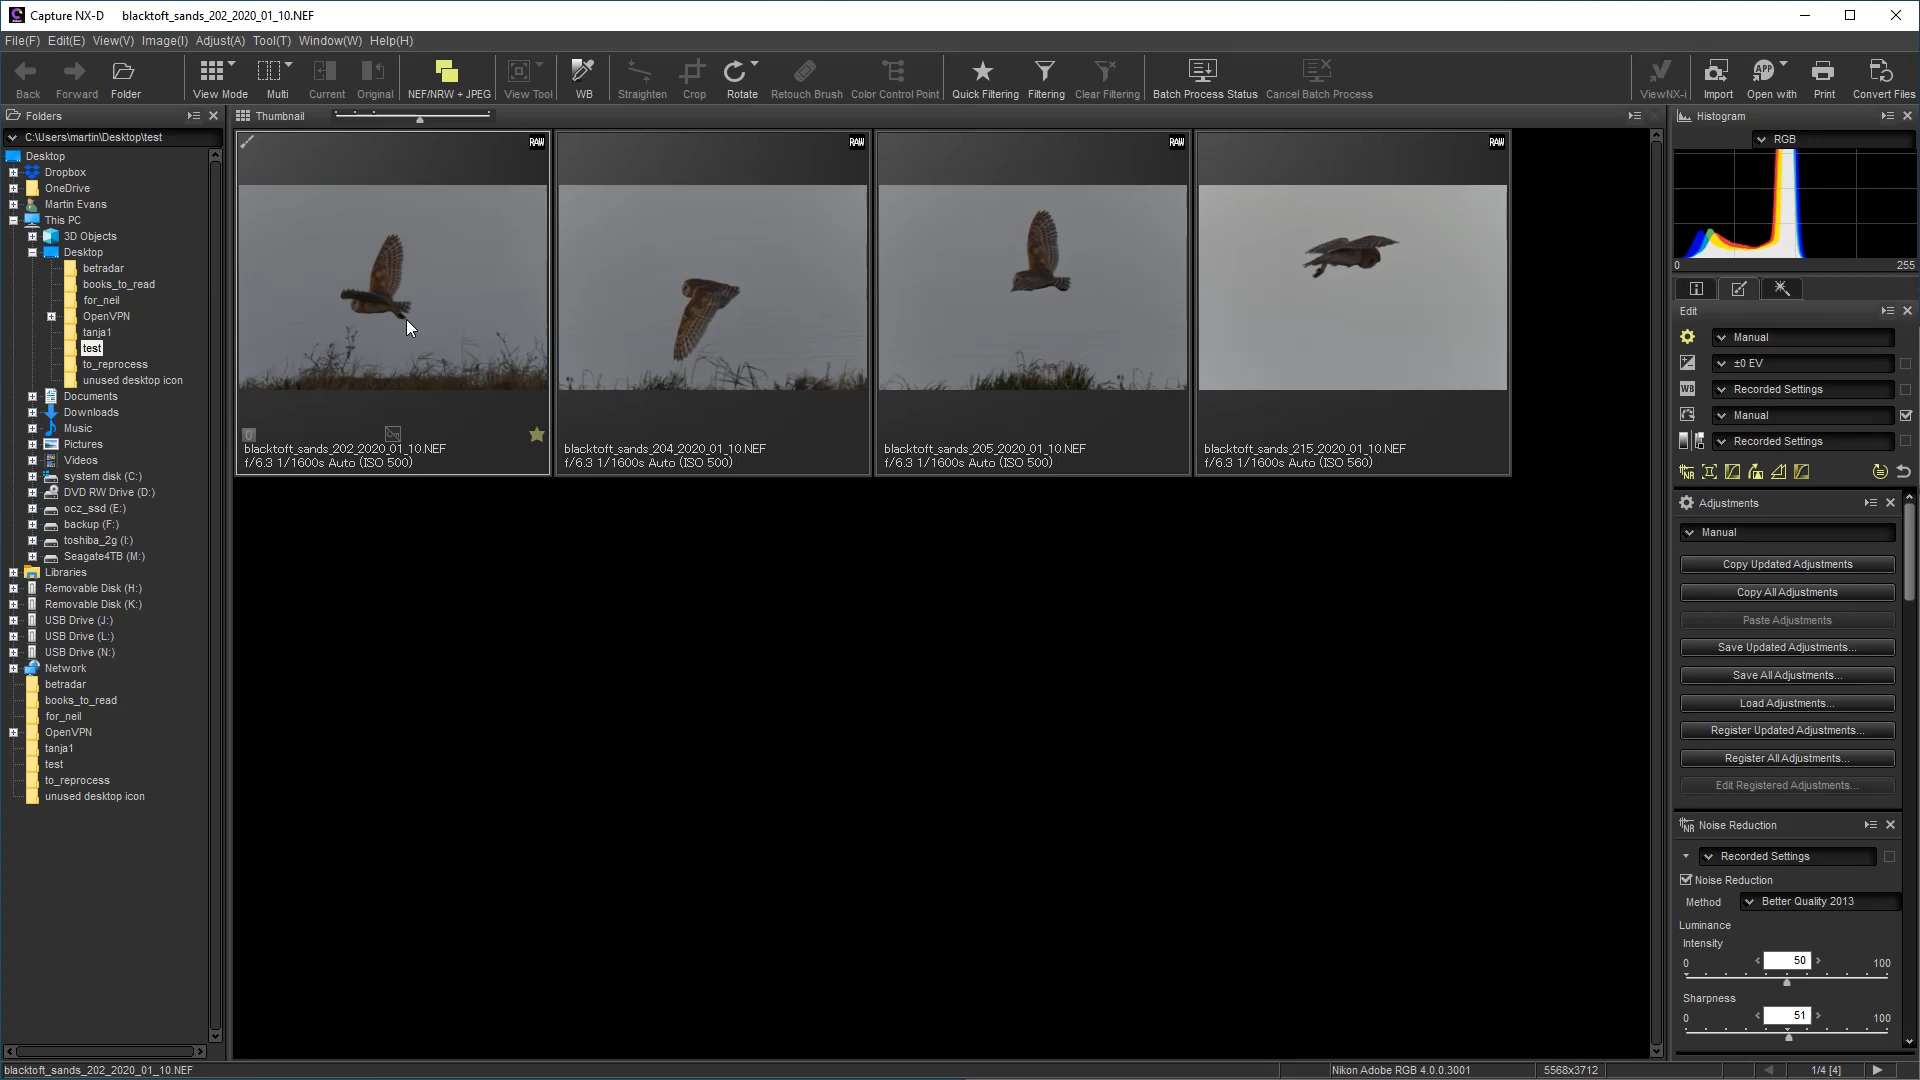 Capture NX-D blacktoft_sands_202_2020_01_10.NEF
File(F) Edit(E) View(V) Image(I) Adjust(A) Tool(T) Window(W) Help(H)
Back Forward Folder View Mode Multi Current Original NEF/NRW + JPEG View Tool WB Straighten Crop Rotate Retouch Brush Color Control Point Quick Filtering Filtering Clear Filtering Batch Process Status Cancel Batch Process ViewNX-i Import Open with Print Convert Files
APP
Folders
C:\Users\martin\Desktop\test
Desktop
Dropbox
OneDrive
Martin Evans
This PC
3D Objects
Desktop
betradar
books_to_read
for_neil
OpenVPN
tanja1
test
to_reprocess
unused desktop icon
Documents
Downloads
Music
Pictures
Videos
system disk (C:)
DVD RW Drive (D:)
ocz_ssd (E:)
backup (F:)
toshiba_2g (I:)
Seagate4TB (M:)
Libraries
Removable Disk (H:)
Removable Disk (K:)
USB Drive (J:)
USB Drive (L:)
USB Drive (N:)
Network
betradar
books_to_read
for_neil
OpenVPN
tanja1
test
to_reprocess
unused desktop icon
Thumbnail
RAW
0
blacktoft_sands_202_2020_01_10.NEF
f/6.3 1/1600s Auto (ISO 500)
RAW
blacktoft_sands_204_2020_01_10.NEF
f/6.3 1/1600s Auto (ISO 500)
RAW
blacktoft_sands_205_2020_01_10.NEF
f/6.3 1/1600s Auto (ISO 500)
RAW
blacktoft_sands_215_2020_01_10.NEF
f/6.3 1/1600s Auto (ISO 560)
Histogram
RGB
0 255
Edit
Manual
±0 EV
WB Recorded Settings
Manual
Recorded Settings
NR
Adjustments
Manual
Copy Updated Adjustments
Copy All Adjustments
Paste Adjustments
Save Updated Adjustments...
Save All Adjustments...
Load Adjustments...
Register Updated Adjustments...
Register All Adjustments...
Edit Registered Adjustments...
NR Noise Reduction
Recorded Settings
Noise Reduction
Method Better Quality 2013
Luminance
Intensity
0 50 100
Sharpness
0 51 100
blacktoft_sands_202_2020_01_10.NEF Nikon Adobe RGB 4.0.0.3001 5568x3712 1/4 [4]